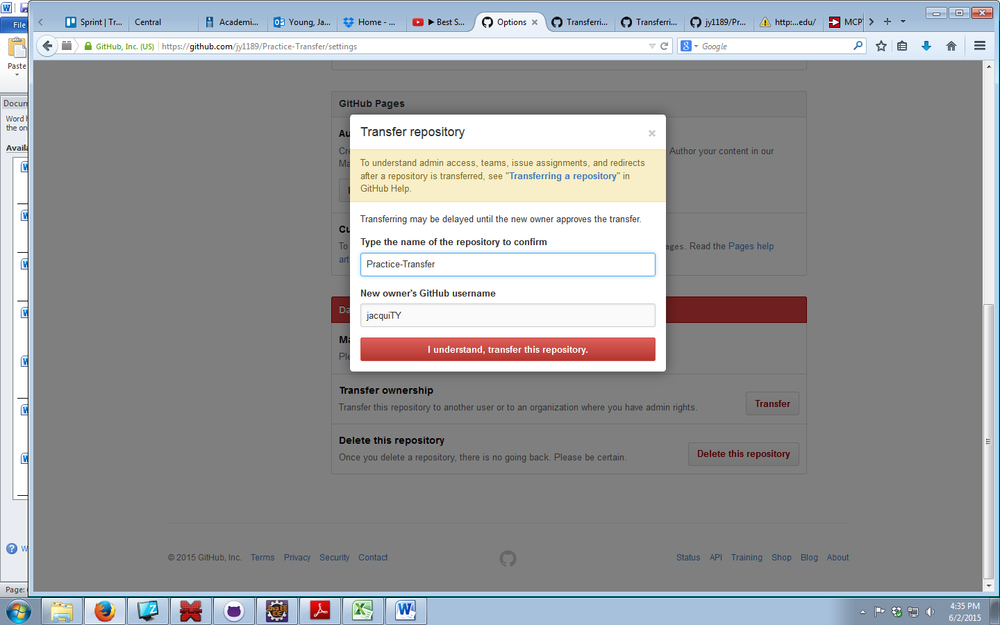 Sprint | Tr...
Central
Academi...
Young, Ja...
Home - ...
▶ Best S...
Options
Transferri...
Transferri...
jy1189/Pr...
http:...edu/
MCP
File
GitHub, Inc. (US)
https://github.com/jy1189/Practice-Transfer/settings
Google
Paste
Docum
Word h
the on
Availa
GitHub Pages
Transfer repository
Au
Cre
Author your content in our
Ma
To understand admin access, teams, issue assignments, and redirects
after a repository is transferred, see "Transferring a repository" in
GitHub Help.
Transferring may be delayed until the new owner approves the transfer.
Cu
To
ages. Read the Pages help
art
Type the name of the repository to confirm
Practice-Transfer
New owner's GitHub username
jacquiTY
Da
Ma
Ple
I understand, transfer this repository.
Transfer ownership
Transfer this repository to another user or to an organization where you have admin rights.
Transfer
Delete this repository
Once you delete a repository, there is no going back. Please be certain.
Delete this repository
© 2015 GitHub, Inc.
Terms
Privacy
Security
Contact
Status
API
Training
Shop
Blog
About
Page:
Java EE
IDE
4:35 PM
6/2/2015